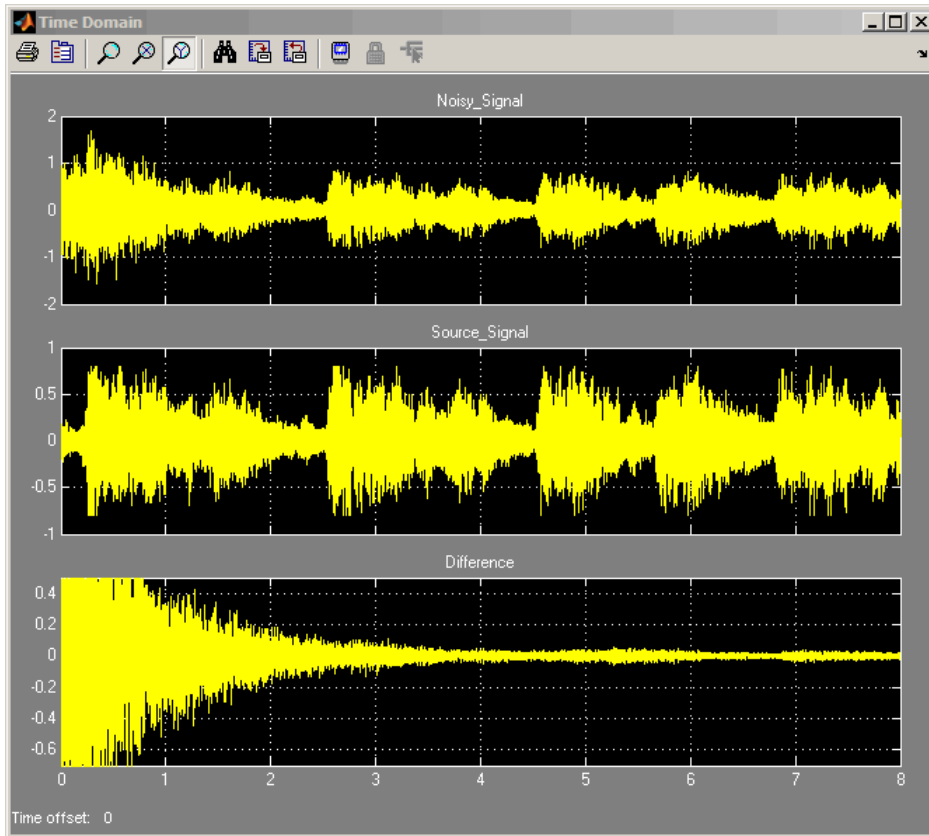 Time Domain
Noisy_Signal
2
1
0
-1
-2
Source_Signal
1
0.5
0
-0.5
-1
Difference
0.4
0.2
0
-0.2
-0.4
-0.6
0 1 2 3 4 5 6 7 8
Time offset: 0